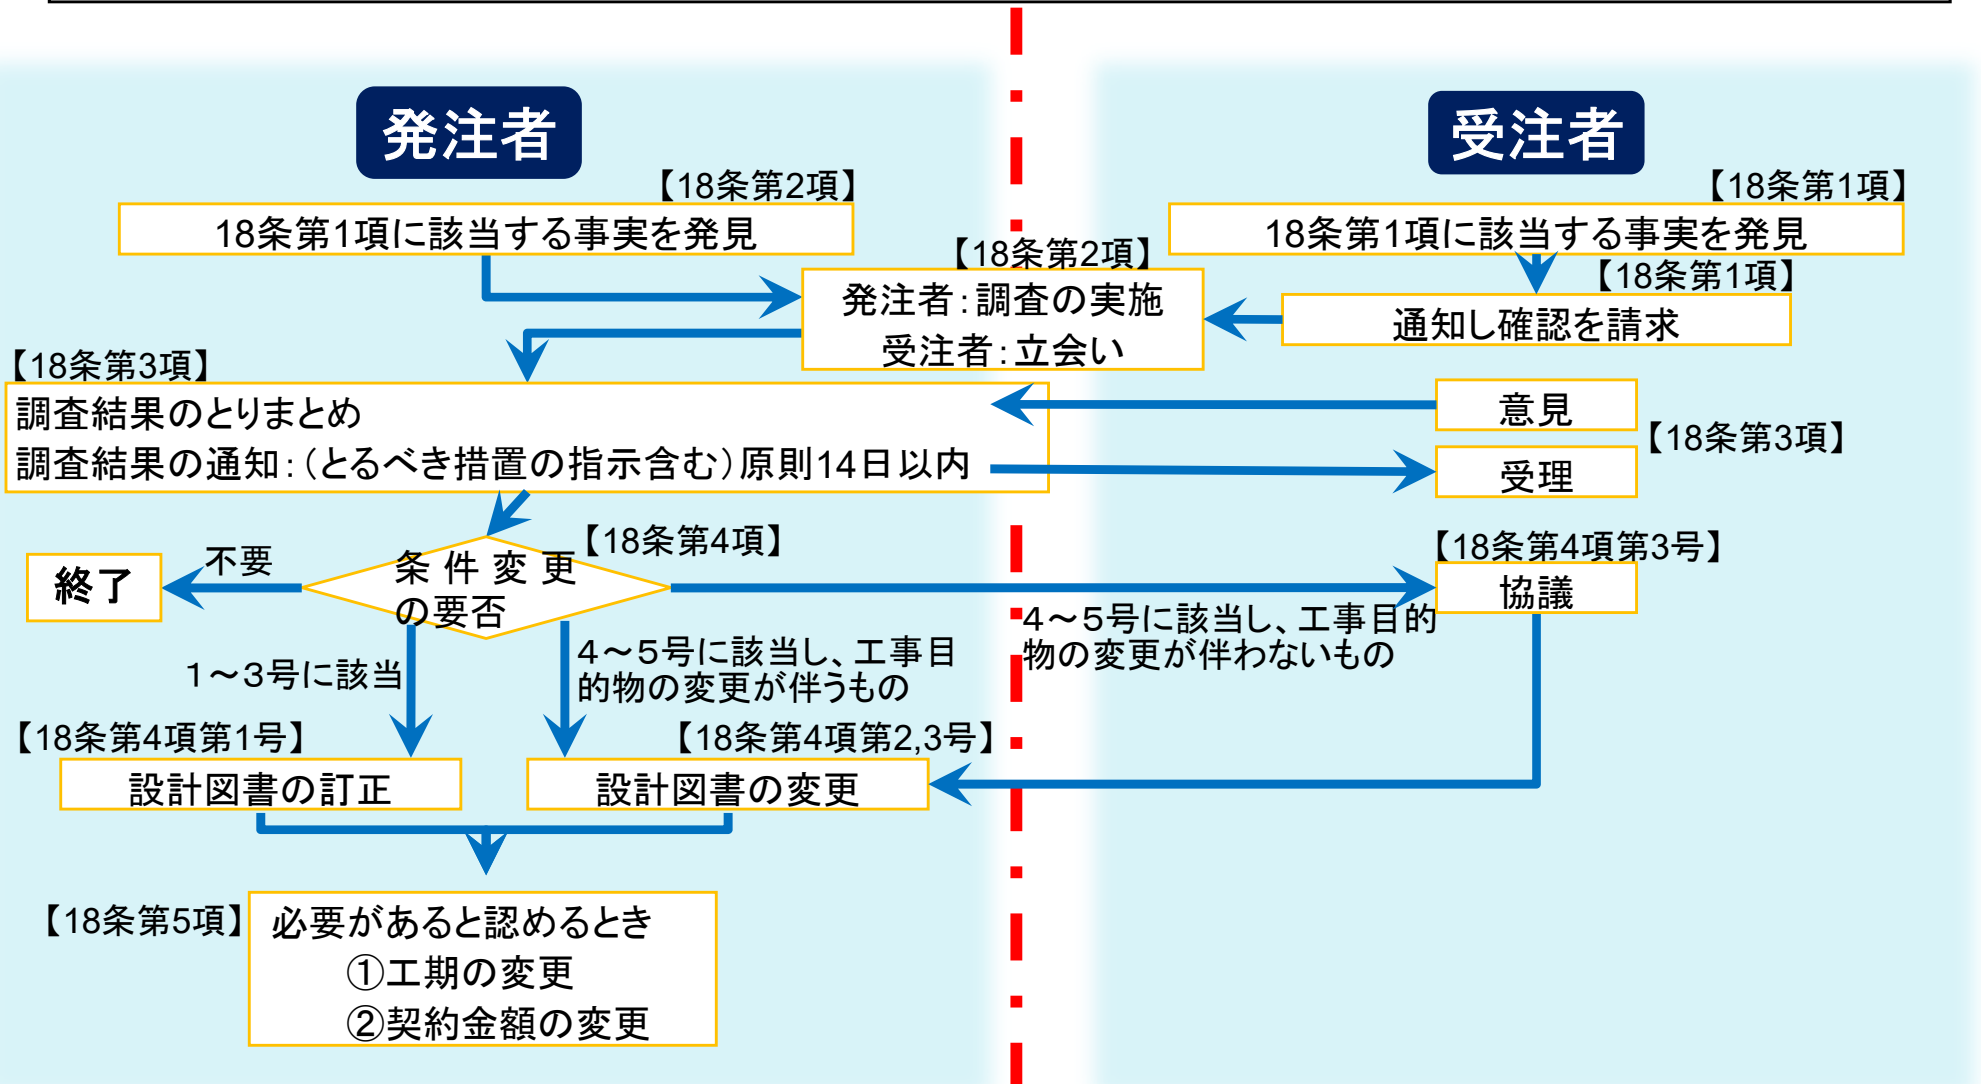 発注者
受注者
【18条第2項】
18条第1項に該当する事実を発見
【18条第1項】
18条第1項に該当する事実を発見
【18条第2項】
発注者：調査の実施
受注者：立会い
【18条第1項】
通知し確認を請求
【18条第3項】
調査結果のとりまとめ
調査結果の通知：（とるべき措置の指示含む）原則14日以内
意見
【18条第3項】
受理
【18条第4項】
条件変更
の要否
不要
終了
【18条第4項第3号】
協議
４～５号に該当し、工事目的
物の変更が伴わないもの
１～３号に該当
４～５号に該当し、工事目
的物の変更が伴うもの
【18条第4項第1号】
設計図書の訂正
【18条第4項第2,3号】
設計図書の変更
【18条第5項】
必要があると認めるとき
①工期の変更
②契約金額の変更